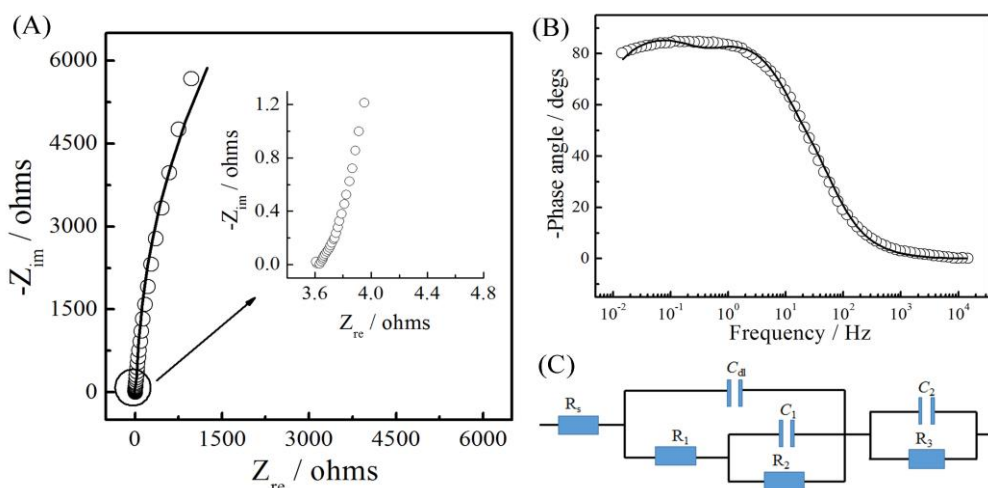 (A)
6000
4500
3000
1500
0
-Z_im / ohms
0 1500 3000 4500 6000
Z_re / ohms
1.2
0.8
0.4
0.0
-Z_im / ohms
3.6 4.0 4.4 4.8
Z_re / ohms
(B)
80
60
40
20
0
-Phase angle / degs
10^-2 10^-1 10^0 10^1 10^2 10^3 10^4
Frequency / Hz
(C)
C_dl
R_s
C_1
R_1
R_2
C_2
R_3